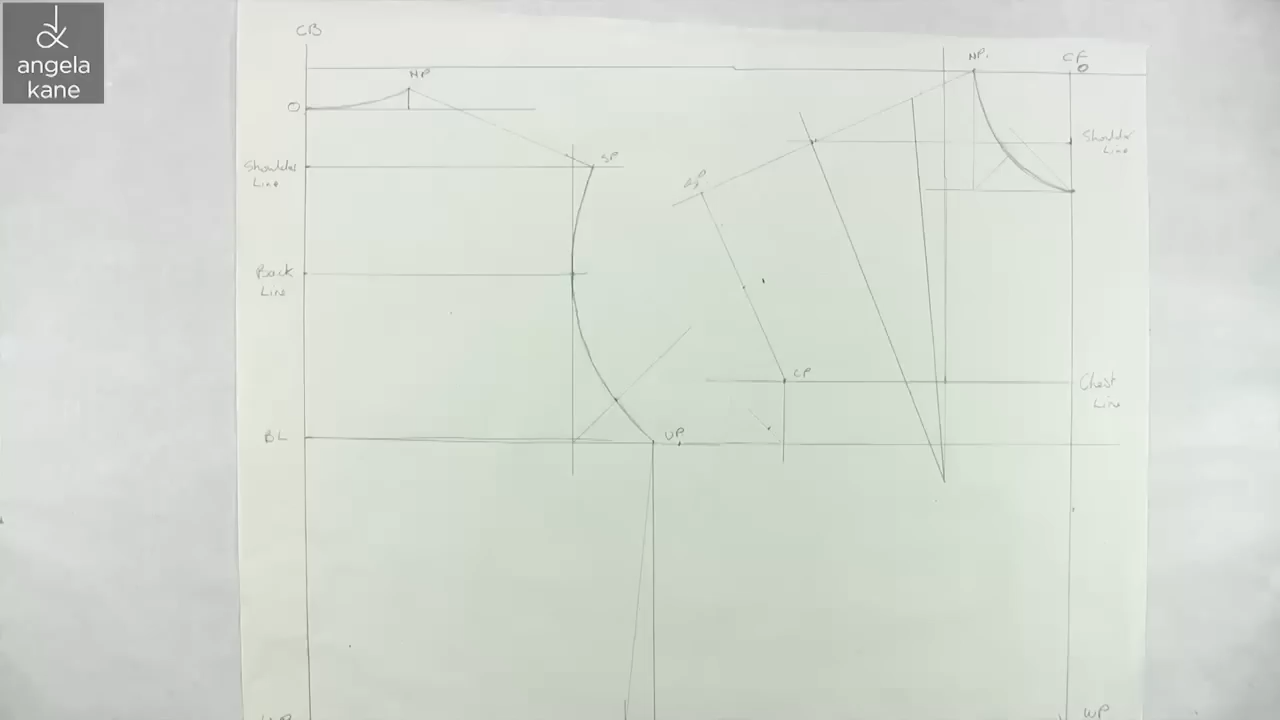 angela
kane
CB
NP
NP.
CF
O
O
Shoulder
Line
SP
Shoulder
Line
SP
Back
Line
CP
Chest
Line
BL
UP
WP